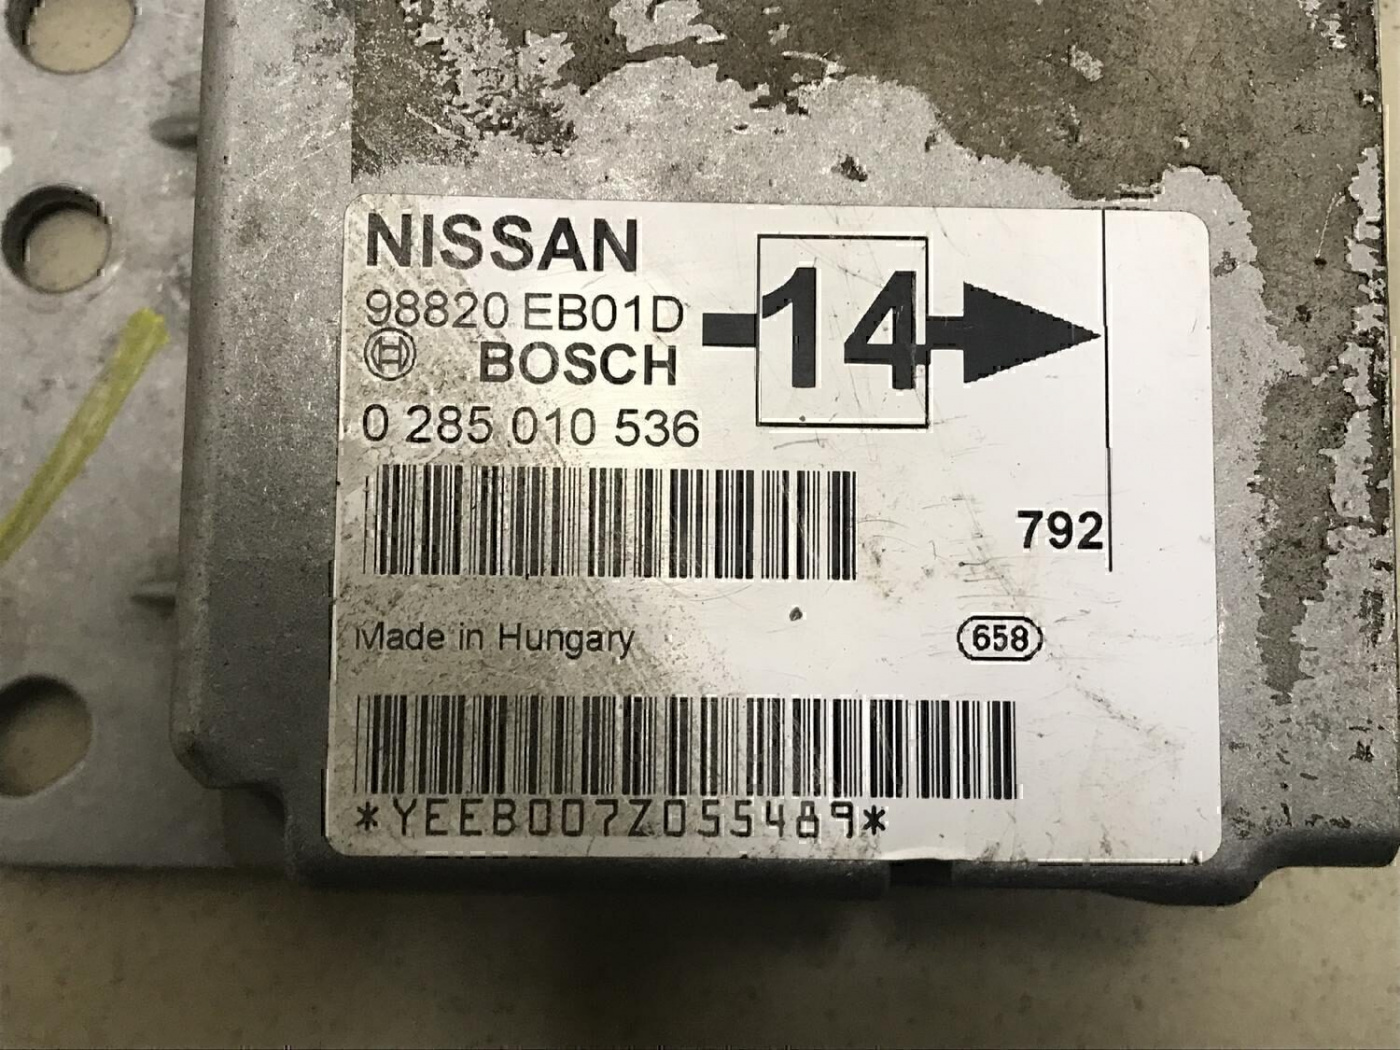 NISSAN
98820 EB01D
BOSCH
14
0 285 010 536
792
Made in Hungary
658
*YEEB007Z055489*